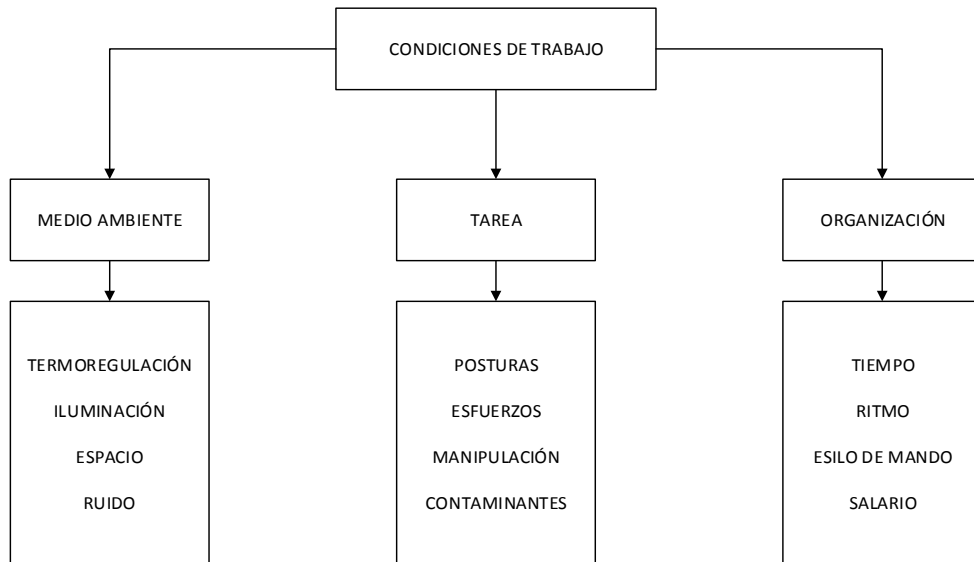 CONDICIONES DE TRABAJO
MEDIO AMBIENTE
TAREA
ORGANIZACIÓN
TERMOREGULACIÓN
ILUMINACIÓN
ESPACIO
RUIDO
POSTURAS
ESFUERZOS
MANIPULACIÓN
CONTAMINANTES
TIEMPO
RITMO
ESILO DE MANDO
SALARIO